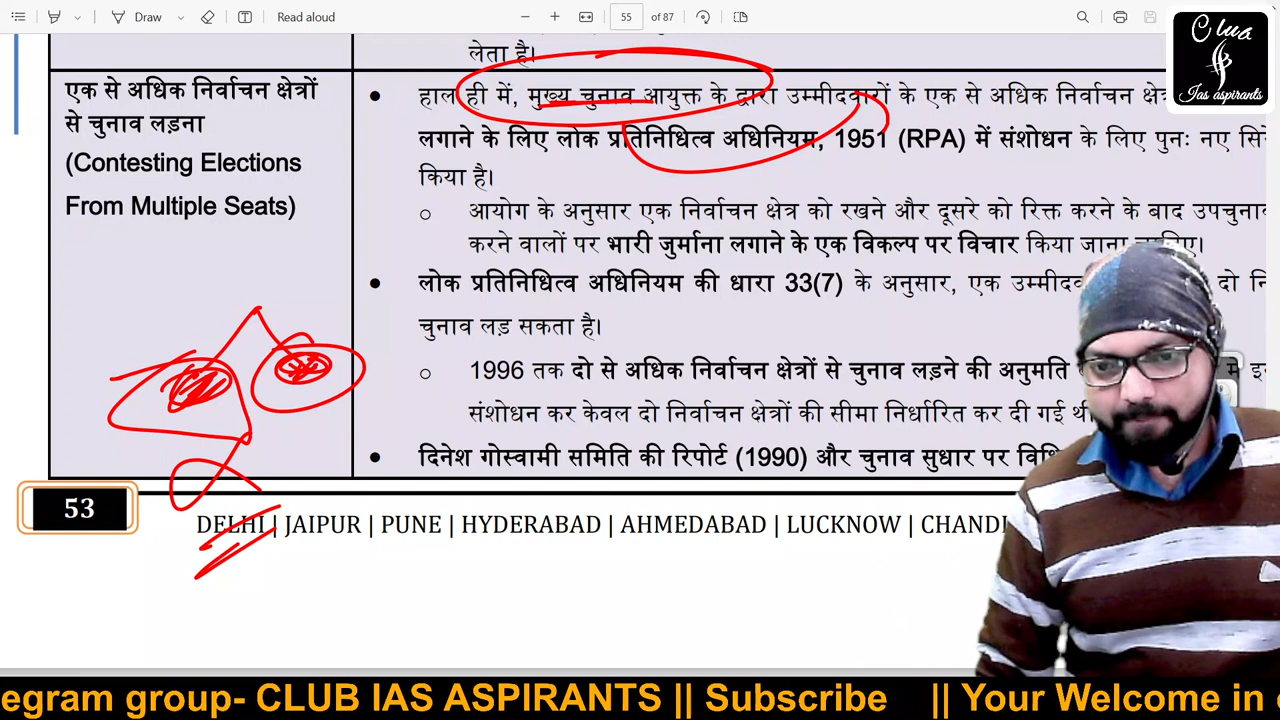 Draw
Read aloud
55 of 87
Club
Ias aspirants
लेता है।
एक से अधिक निर्वाचन क्षेत्रों
से चुनाव लड़ना
(Contesting Elections
From Multiple Seats)
● हाल ही में, मुख्य चुनाव आयुक्त के द्वारा उम्मीदवारों के एक से अधिक निर्वाचन
लगाने के लिए लोक प्रतिनिधित्व अधिनियम, 1951 (RPA) में संशोधन के लिए पुनः नए
किया है।
○ आयोग के अनुसार एक निर्वाचन क्षेत्र को रखने और दूसरे को रिक्त करने के बाद
करने वालों पर भारी जुर्माना लगाने के एक विकल्प पर विचार किया जाना
● लोक प्रतिनिधित्व अधिनियम की धारा 33(7) के अनुसार, एक दो
चुनाव लड़ सकता है।
○ 1996 तक दो से अधिक निर्वाचन क्षेत्रों से चुनाव लड़ने की अनुमति
संशोधन कर केवल दो निर्वाचन क्षेत्रों की सीमा निर्धारित कर दी गई
● दिनेश गोस्वामी समिति की रिपोर्ट (1990) और चुनाव सुधार पर
53
DELHI | JAIPUR | PUNE | HYDERABAD | AHMEDABAD | LUCKNOW |
egram group- CLUB IAS ASPIRANTS || Subscribe || Your Welcome in